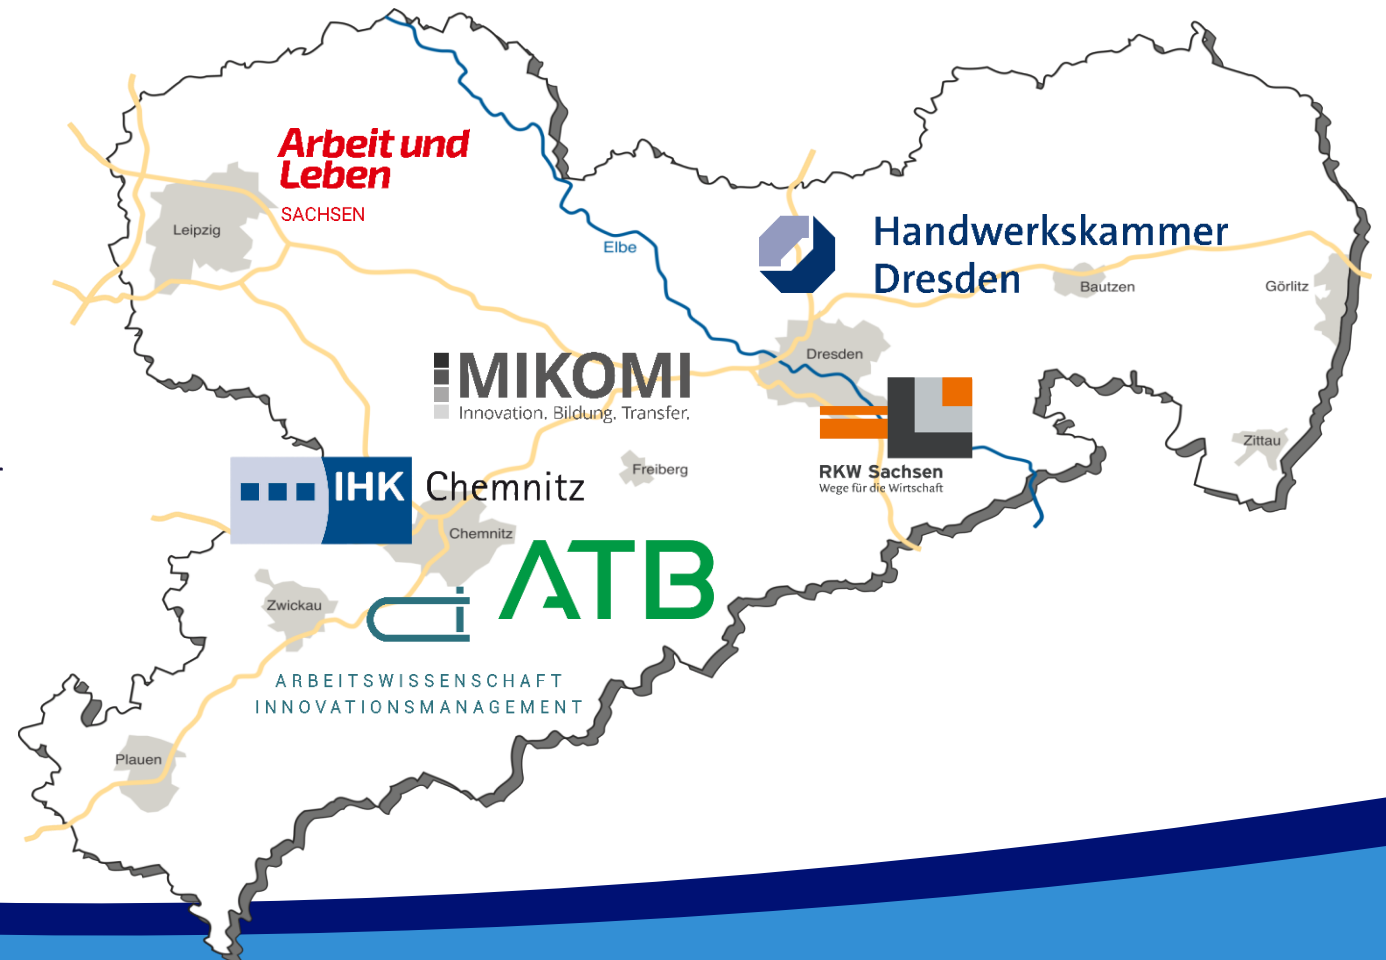 Arbeit und
Leben
SACHSEN
Leipzig
Elbe
Handwerkskammer
Dresden
Bautzen
Görlitz
MIKOMI
Innovation. Bildung. Transfer.
Dresden
RKW Sachsen
Wege für die Wirtschaft
Zittau
Freiberg
IHK Chemnitz
Chemnitz
ATB
Zwickau
ARBEITSWISSENSCHAFT
INNOVATIONSMANAGEMENT
Plauen